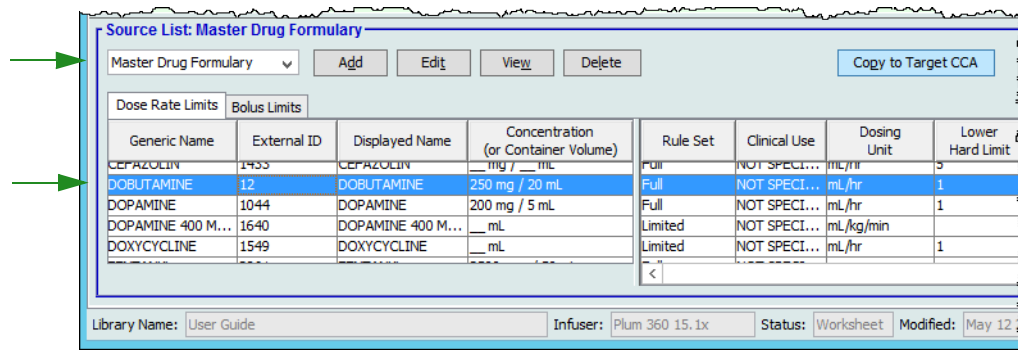 Source List: Master Drug Formulary
Master Drug Formulary Add Edit View Delete Copy to Target CCA
Dose Rate Limits Bolus Limits
Generic Name External ID Displayed Name Concentration (or Container Volume) Rule Set Clinical Use Dosing Unit Lower Hard Limit
CEFAZOLIN 1433 CEFAZOLIN __ mg / __ mL Full NOT SPECI... mL/hr 5
DOBUTAMINE 12 DOBUTAMINE 250 mg / 20 mL Full NOT SPECI... mL/hr 1
DOPAMINE 1044 DOPAMINE 200 mg / 5 mL Full NOT SPECI... mL/hr 1
DOPAMINE 400 M... 1640 DOPAMINE 400 M... __ mL Limited NOT SPECI... mL/kg/min
DOXYCYCLINE 1549 DOXYCYCLINE __ mL Limited NOT SPECI... mL/hr 1
Library Name: User Guide Infuser: Plum 360 15.1x Status: Worksheet Modified: May 12